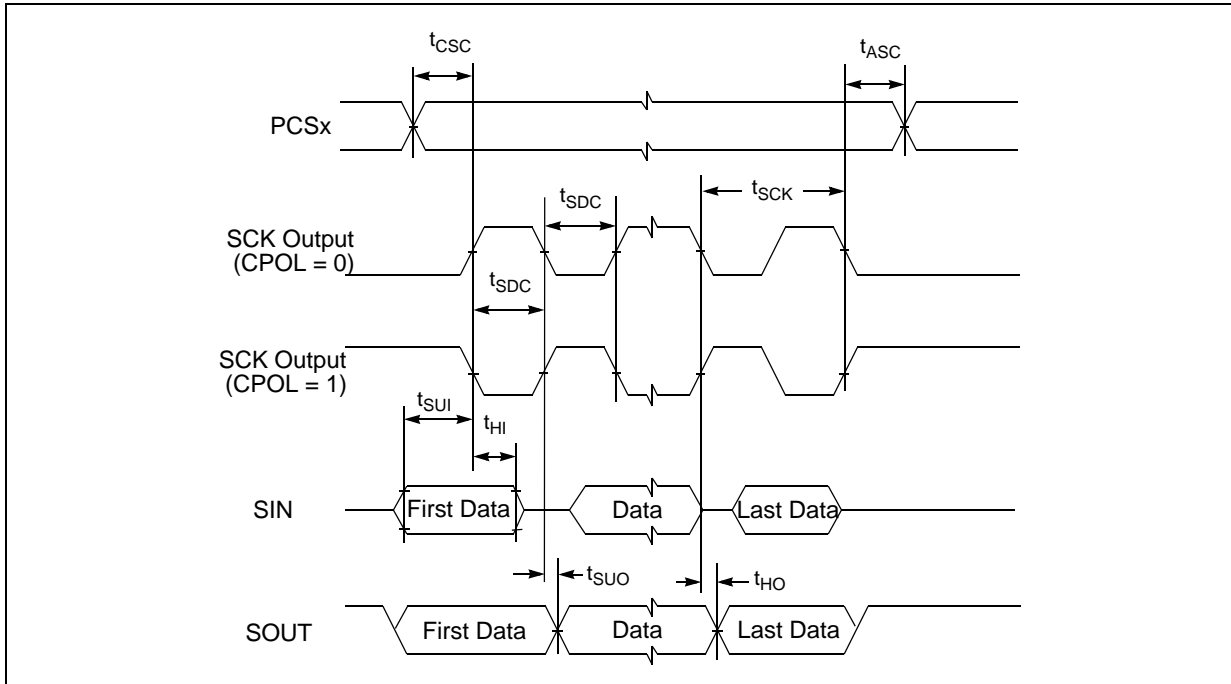 tCSC
tASC
PCSx
tSCK
tSDC
SCK Output
(CPOL = 0)
tSDC
SCK Output
(CPOL = 1)
tSUI
tHI
SIN
First Data
Data
Last Data
tSUO
tHO
SOUT
First Data
Data
Last Data